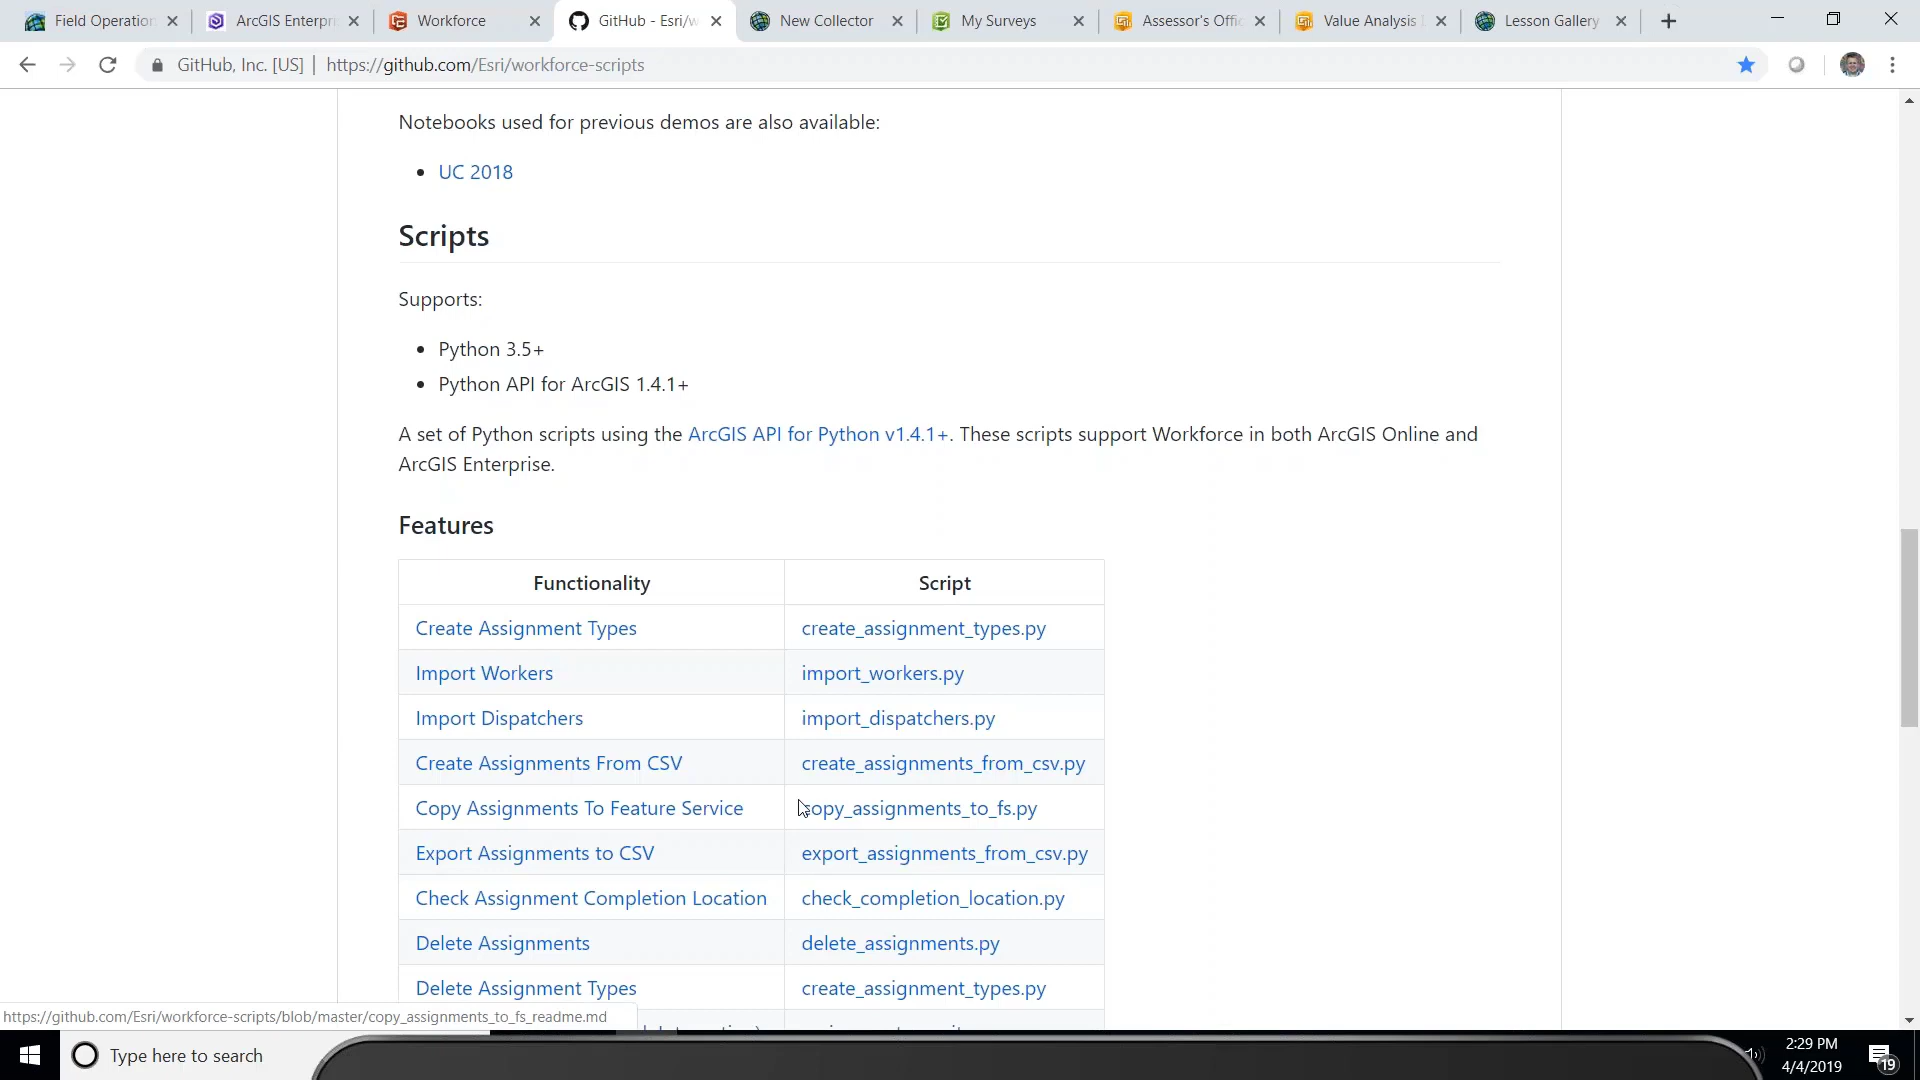 Field Operation
ArcGIS Enterpri
Workforce
GitHub - Esri/w
New Collector
My Surveys
Assessor's Offic
Value Analysis
Lesson Gallery
GitHub, Inc. [US] | https://github.com/Esri/workforce-scripts
Notebooks used for previous demos are also available:
• UC 2018
Scripts
Supports:
• Python 3.5+
• Python API for ArcGIS 1.4.1+
A set of Python scripts using the ArcGIS API for Python v1.4.1+. These scripts support Workforce in both ArcGIS Online and
ArcGIS Enterprise.
Features
Functionality Script
Create Assignment Types create_assignment_types.py
Import Workers import_workers.py
Import Dispatchers import_dispatchers.py
Create Assignments From CSV create_assignments_from_csv.py
Copy Assignments To Feature Service copy_assignments_to_fs.py
Export Assignments to CSV export_assignments_from_csv.py
Check Assignment Completion Location check_completion_location.py
Delete Assignments delete_assignments.py
Delete Assignment Types create_assignment_types.py
https://github.com/Esri/workforce-scripts/blob/master/copy_assignments_to_fs_readme.md
Type here to search
2:29 PM
4/4/2019
19